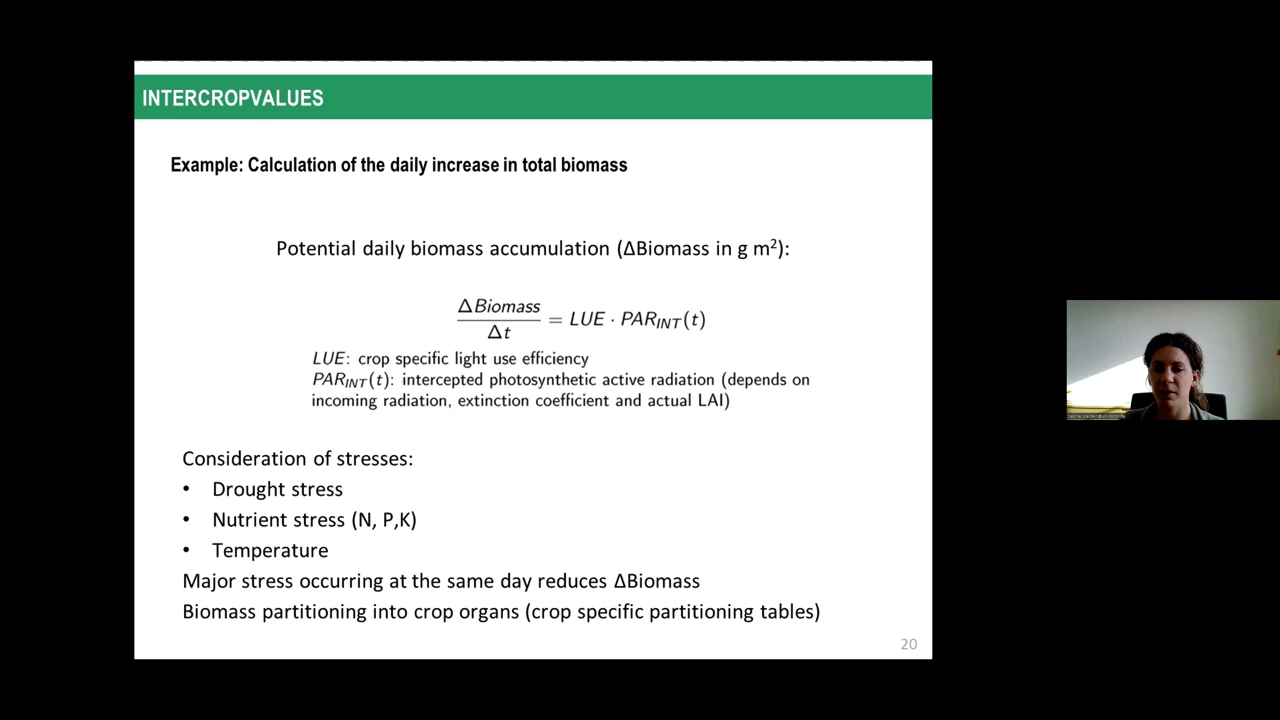 INTERCROPVALUES
Example: Calculation of the daily increase in total biomass
Potential daily biomass accumulation (ΔBiomass in g m²):
ΔBiomass
Δt
= LUE · PAR_INT(t)
LUE: crop specific light use efficiency
PAR_INT(t): intercepted photosynthetic active radiation (depends on
incoming radiation, extinction coefficient and actual LAI)
Consideration of stresses:
• Drought stress
• Nutrient stress (N, P,K)
• Temperature
Major stress occurring at the same day reduces ΔBiomass
Biomass partitioning into crop organs (crop specific partitioning tables)
20